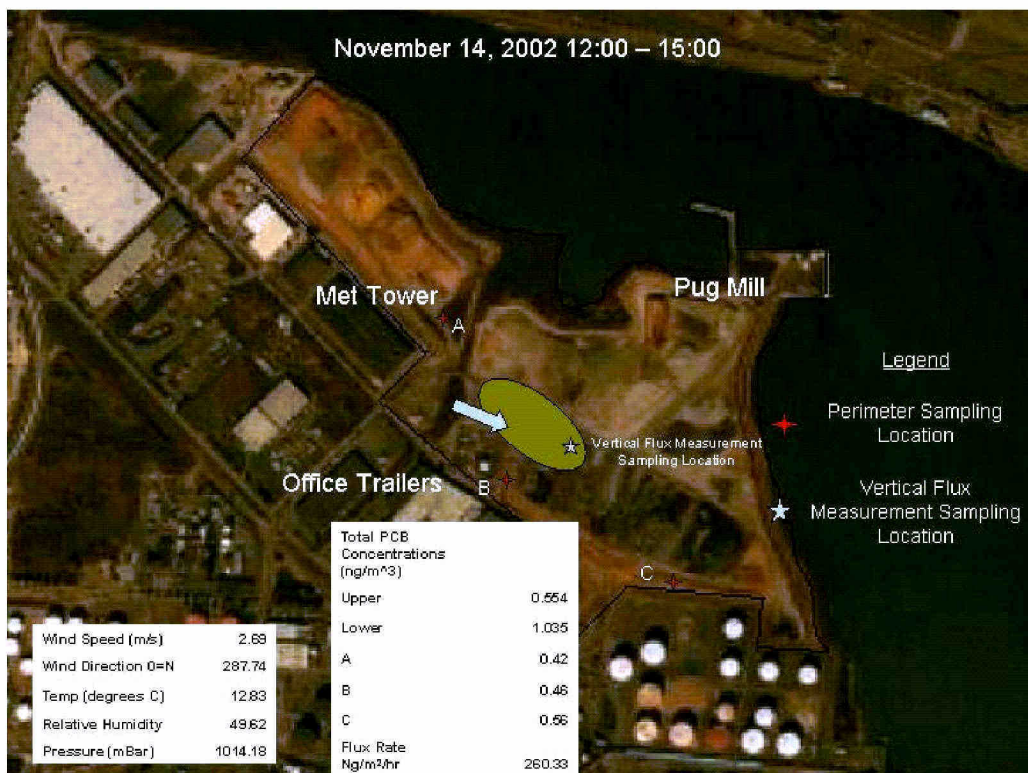 November 14, 2002 12:00 – 15:00
Met Tower
A
Pug Mill
Legend
Perimeter Sampling
Location
Vertical Flux
Measurement Sampling
Location
Vertical Flux Measurement
Sampling Location
Office Trailers
B
C
Total PCB
Concentrations
(ng/m^3)
Upper 0.554
Lower 1.035
A 0.42
B 0.46
C 0.56
Flux Rate
Ng/m²/hr 260.33
Wind Speed (m/s) 2.69
Wind Direction 0=N 287.74
Temp (degrees C) 12.83
Relative Humidity 49.62
Pressure (mBar) 1014.18